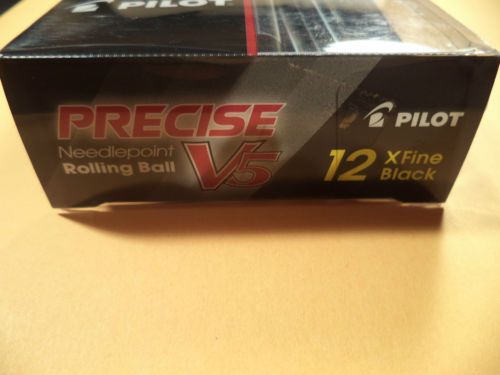 PILOT
PRECISE
Needlepoint
Rolling Ball
V5
PILOT
12
XFine
Black